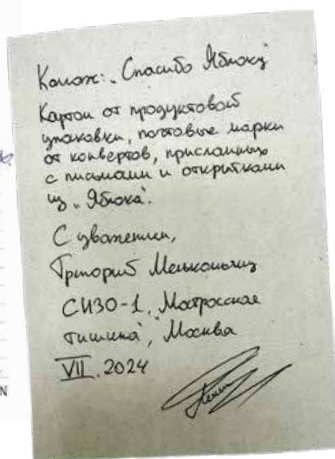 Колаж: „Спасибо Яблоку“
Картон от продуктовой
упаковки, почтовые марки
от конвертов, присланных
с письмами и открытками
из „Яблока“.
С уважением,
Григорий Мельконьянц
СИЗО-1, „Матросская
тишина“, Москва
VII.2024
N